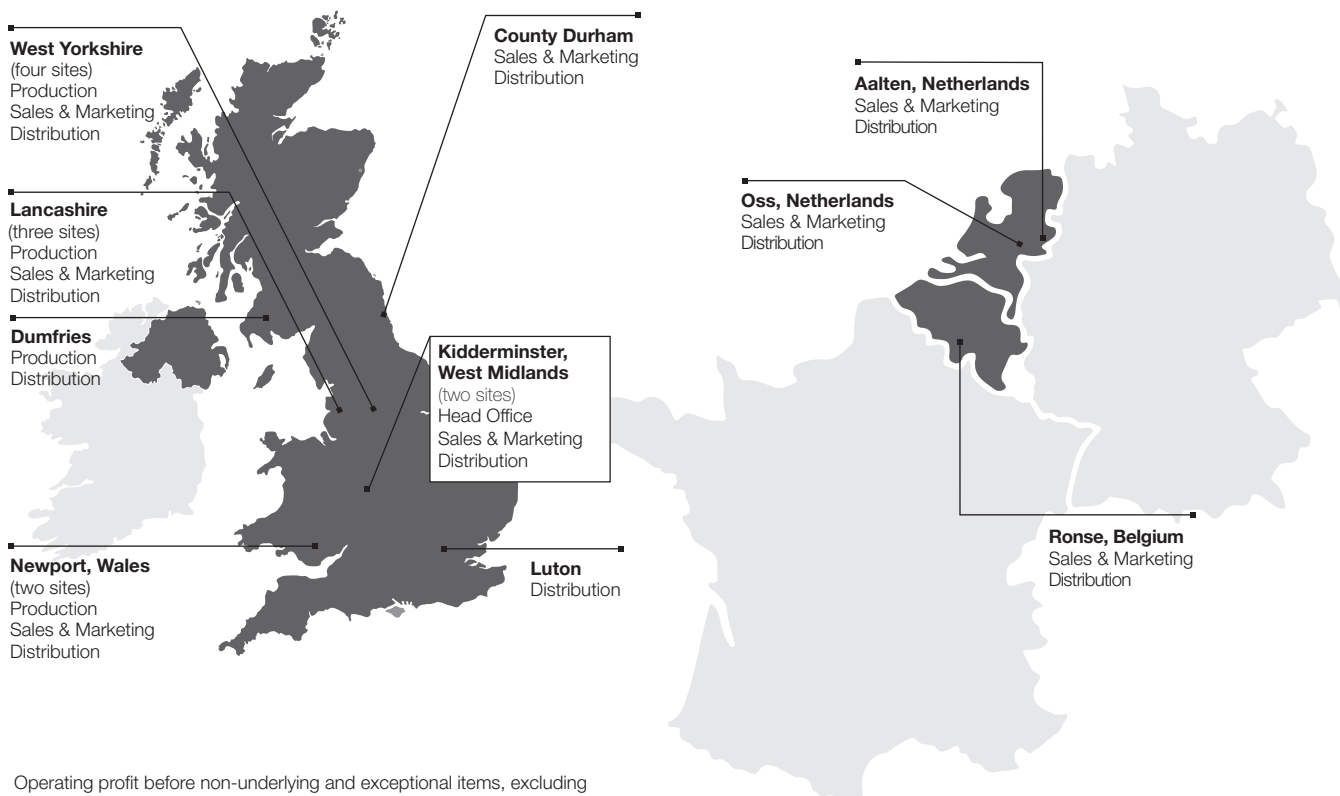 West Yorkshire
(four sites)
Production
Sales & Marketing
Distribution
Lancashire
(three sites)
Production
Sales & Marketing
Distribution
Dumfries
Production
Distribution
Newport, Wales
(two sites)
Production
Sales & Marketing
Distribution
County Durham
Sales & Marketing
Distribution
Kidderminster,
West Midlands
(two sites)
Head Office
Sales & Marketing
Distribution
Luton
Distribution
Aalten, Netherlands
Sales & Marketing
Distribution
Oss, Netherlands
Sales & Marketing
Distribution
Ronse, Belgium
Sales & Marketing
Distribution
Operating profit before non-underlying and exceptional items, excluding